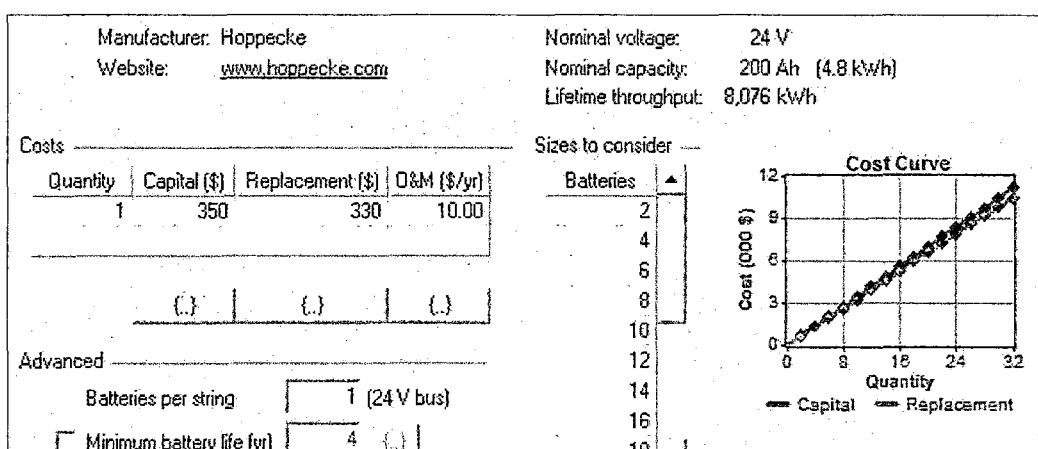 Manufacturer: Hoppecke
Website: www.hoppecke.com
Nominal voltage: 24 V
Nominal capacity: 200 Ah (4.8 kWh)
Lifetime throughput: 8,076 kWh
Costs
Quantity Capital ($) Replacement ($) O&M ($/yr)
1 350 330 10.00
{..} {..} {..}
Advanced
Batteries per string 1 (24 V bus)
Minimum battery life (yr) 4 {..}
Sizes to consider
Batteries
2
4
6
8
10
12
14
16
18
Cost Curve
Cost (000 $)
12
9
6
3
0
0 8 16 24 32
Quantity
Capital Replacement